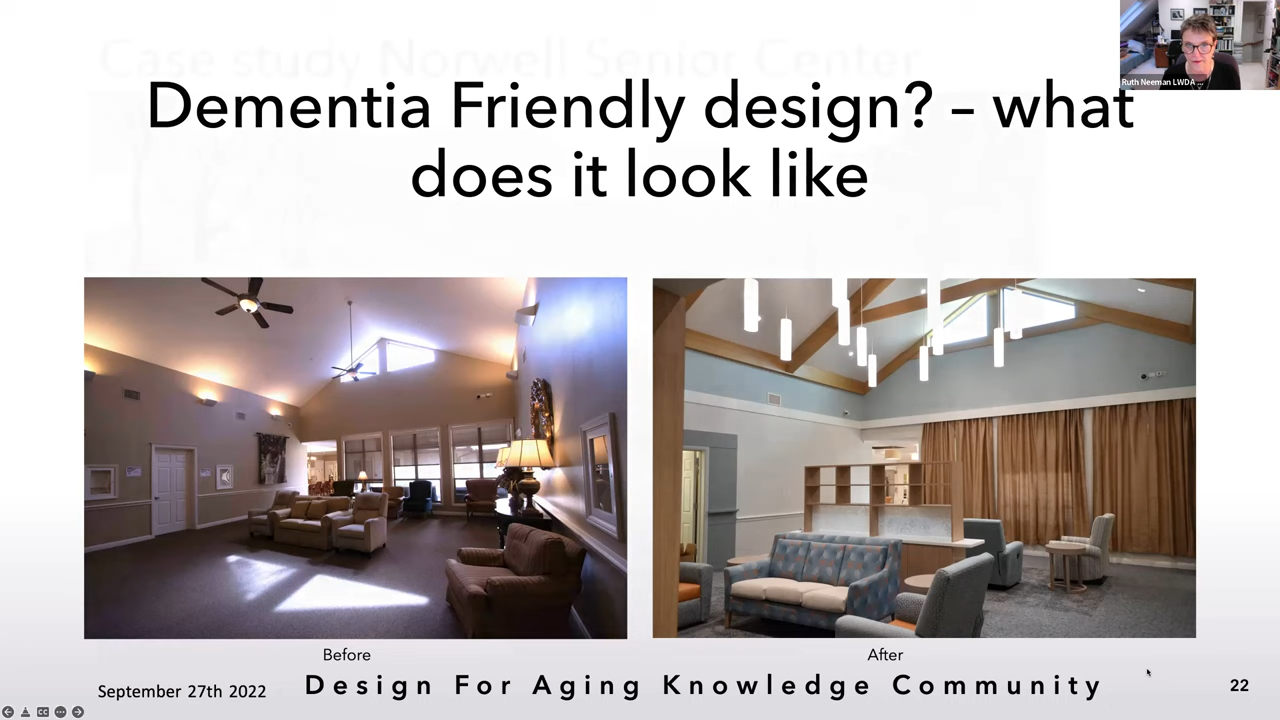 Case study Norwell Senior Center
Dementia Friendly design? – what
does it look like
Ruth Neeman LWDA
Before
After
September 27th 2022
Design For Aging Knowledge Community
22